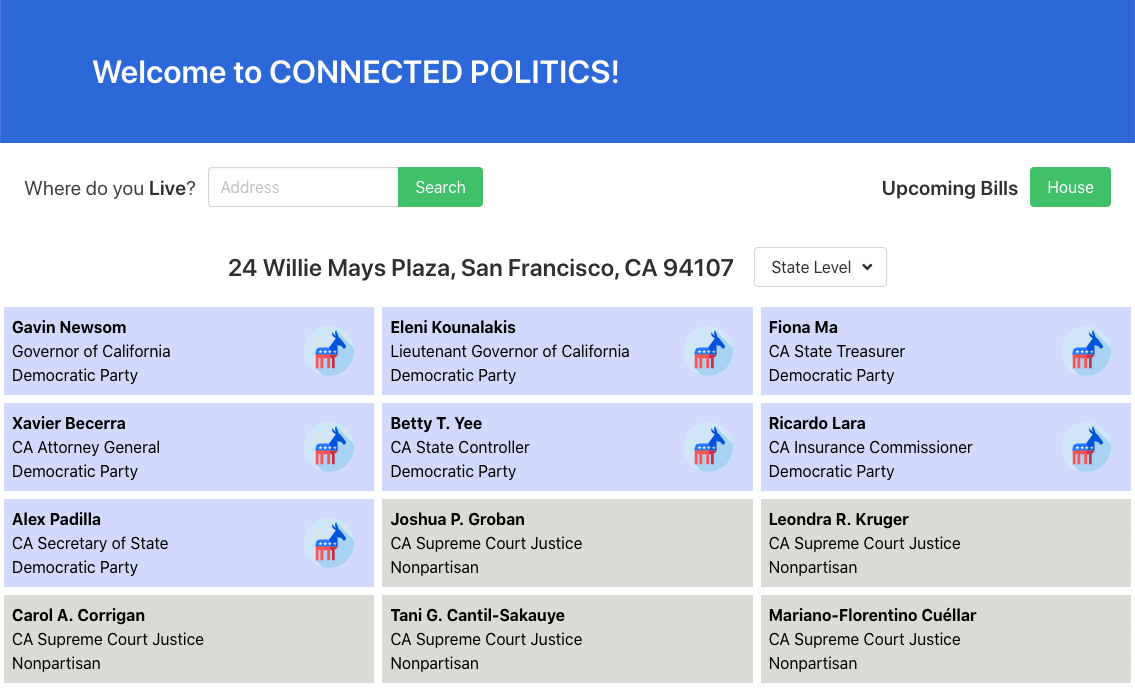 Welcome to CONNECTED POLITICS!
Where do you Live? Address Search Upcoming Bills House
24 Willie Mays Plaza, San Francisco, CA 94107 State Level
Gavin Newsom
Governor of California
Democratic Party
Eleni Kounalakis
Lieutenant Governor of California
Democratic Party
Fiona Ma
CA State Treasurer
Democratic Party
Xavier Becerra
CA Attorney General
Democratic Party
Betty T. Yee
CA State Controller
Democratic Party
Ricardo Lara
CA Insurance Commissioner
Democratic Party
Alex Padilla
CA Secretary of State
Democratic Party
Joshua P. Groban
CA Supreme Court Justice
Nonpartisan
Leondra R. Kruger
CA Supreme Court Justice
Nonpartisan
Carol A. Corrigan
CA Supreme Court Justice
Nonpartisan
Tani G. Cantil-Sakauye
CA Supreme Court Justice
Nonpartisan
Mariano-Florentino Cuéllar
CA Supreme Court Justice
Nonpartisan